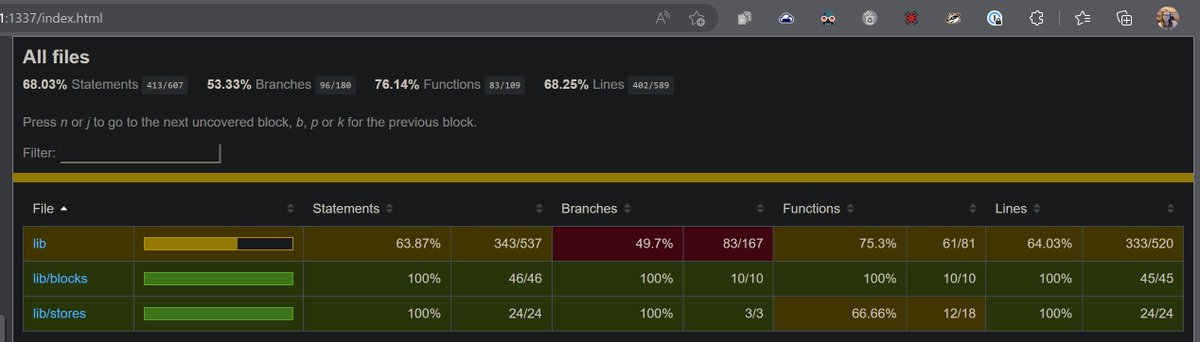 1:1337/index.html
All files
68.03% Statements 413/607 53.33% Branches 96/180 76.14% Functions 83/109 68.25% Lines 402/589
Press n or j to go to the next uncovered block, b, p or k for the previous block.
Filter:
File Statements Branches Functions Lines
lib 63.87% 343/537 49.7% 83/167 75.3% 61/81 64.03% 333/520
lib/blocks 100% 46/46 100% 10/10 100% 10/10 100% 45/45
lib/stores 100% 24/24 100% 3/3 66.66% 12/18 100% 24/24